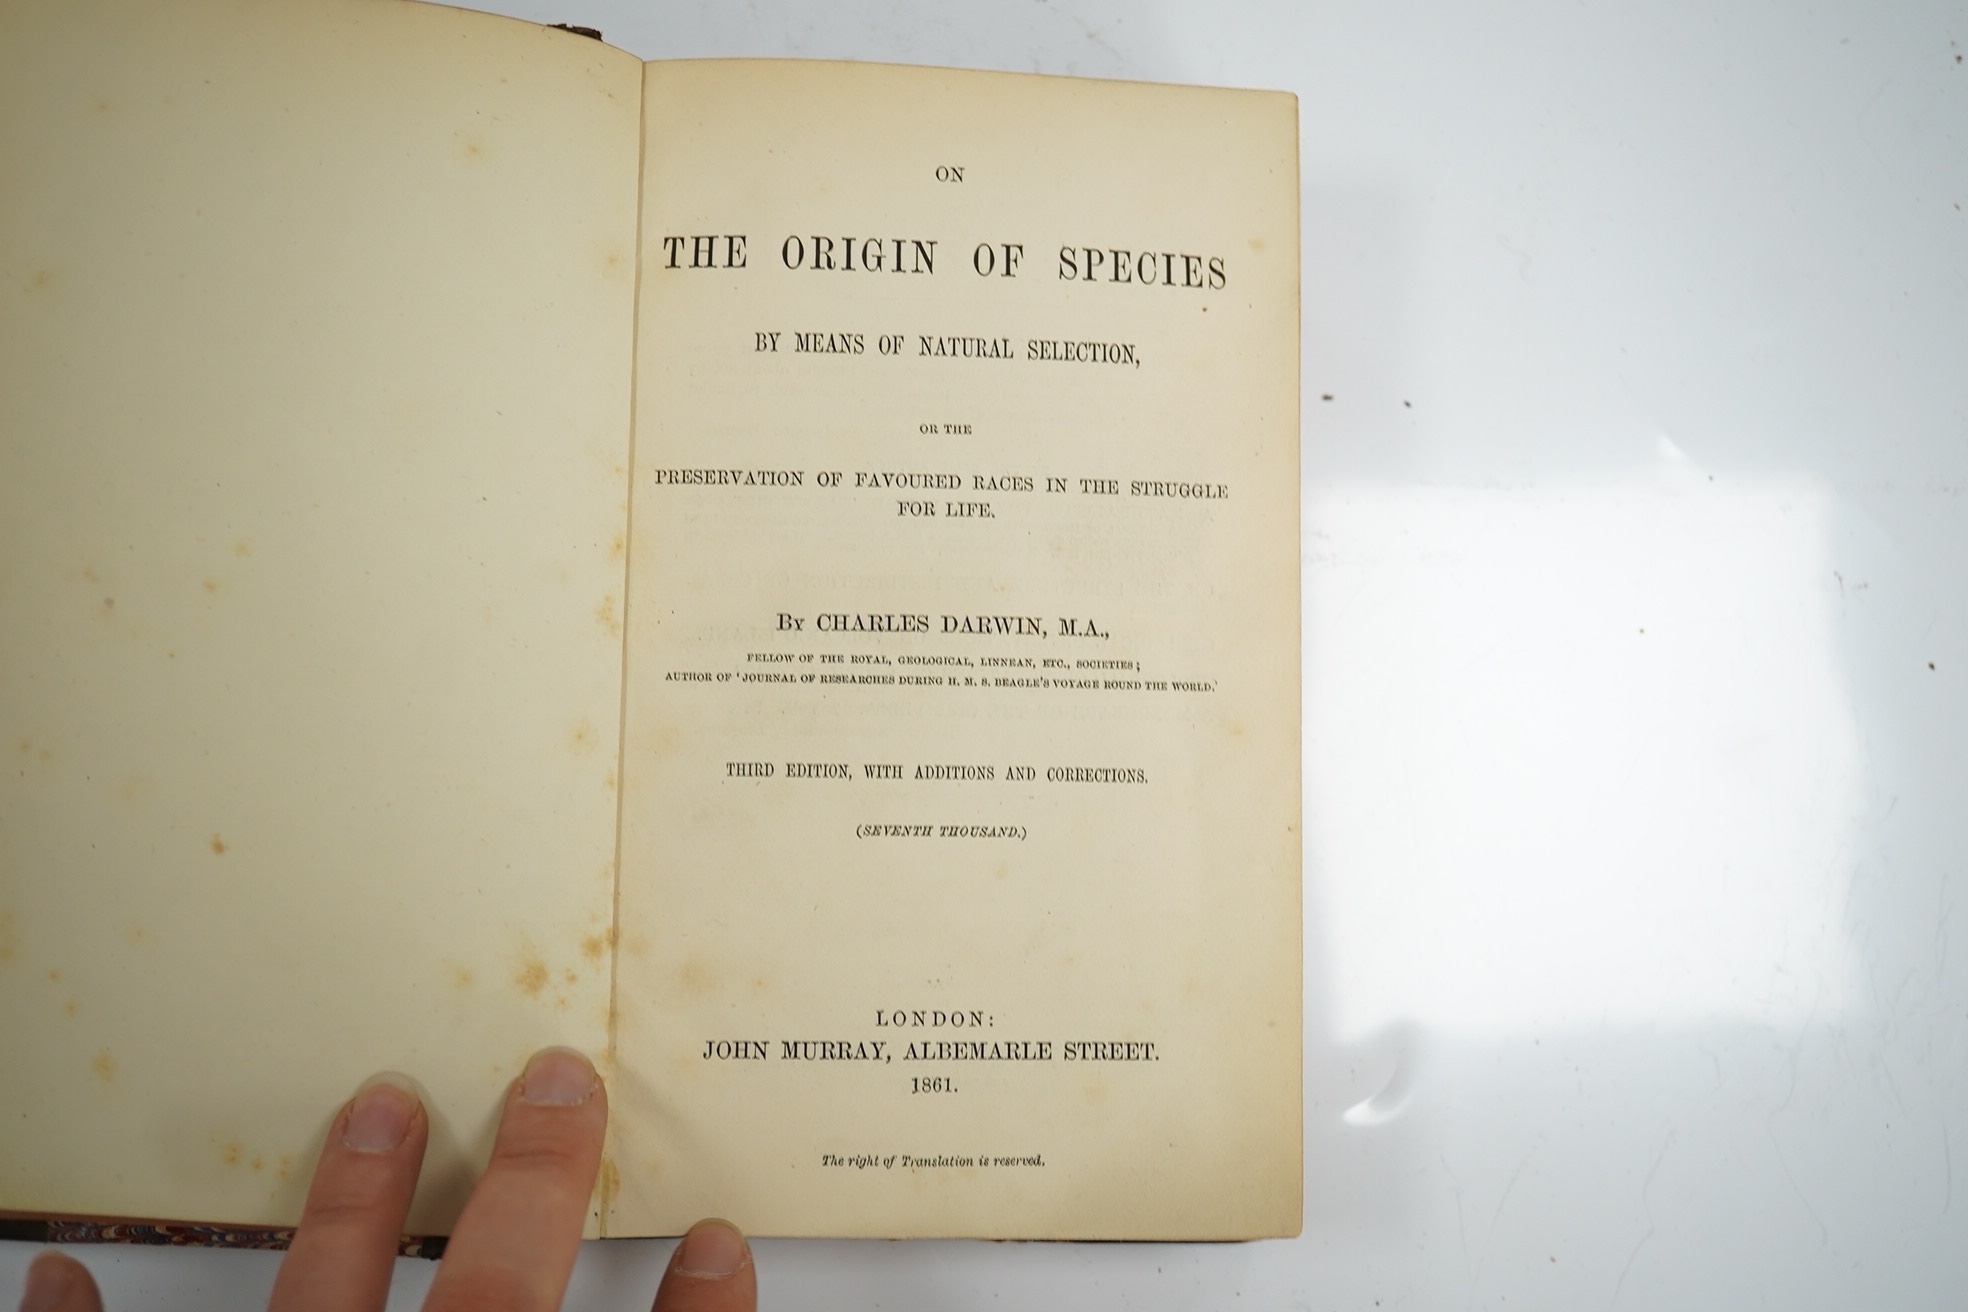 ON
THE ORIGIN OF SPECIES
BY MEANS OF NATURAL SELECTION,
OR THE
PRESERVATION OF FAVOURED RACES IN THE STRUGGLE
FOR LIFE.
By CHARLES DARWIN, M.A.,
FELLOW OF THE ROYAL, GEOLOGICAL, LINNEAN, ETC., SOCIETIES;
AUTHOR OF 'JOURNAL OF RESEARCHES DURING H. M. S. BEAGLE'S VOYAGE ROUND THE WORLD.'
THIRD EDITION, WITH ADDITIONS AND CORRECTIONS.
(SEVENTH THOUSAND.)
LONDON:
JOHN MURRAY, ALBEMARLE STREET.
1861.
The right of Translation is reserved.